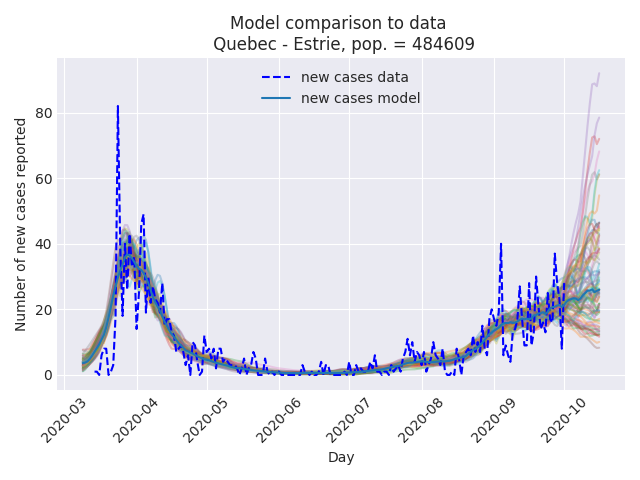 Model comparison to data
Quebec - Estrie, pop. = 484609
new cases data
new cases model
Number of new cases reported
80
60
40
20
0
2020-03
2020-04
2020-05
2020-06
2020-07
2020-08
2020-09
2020-10
Day